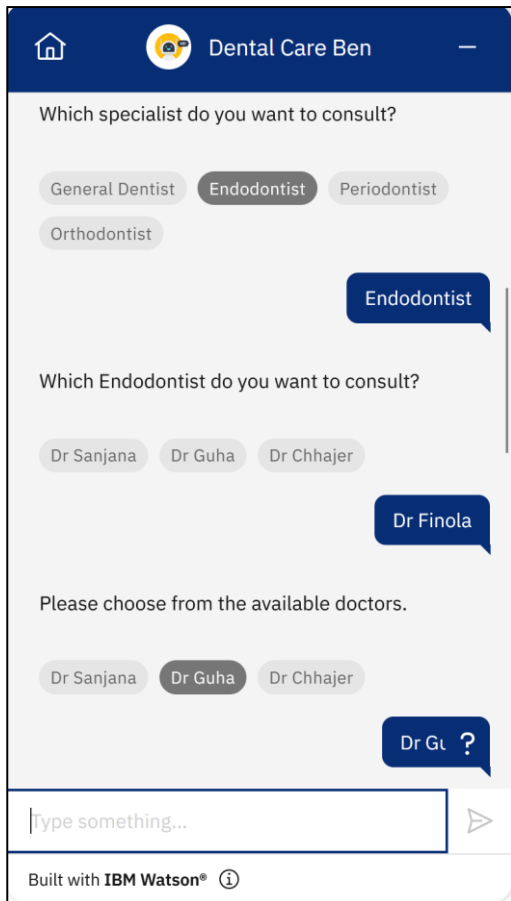 Dental Care Ben
Which specialist do you want to consult?
General Dentist Endodontist Periodontist
Orthodontist
Endodontist
Which Endodontist do you want to consult?
Dr Sanjana Dr Guha Dr Chhajer
Dr Finola
Please choose from the available doctors.
Dr Sanjana Dr Guha Dr Chhajer
Dr ?
Type something...
Built with IBM Watson®